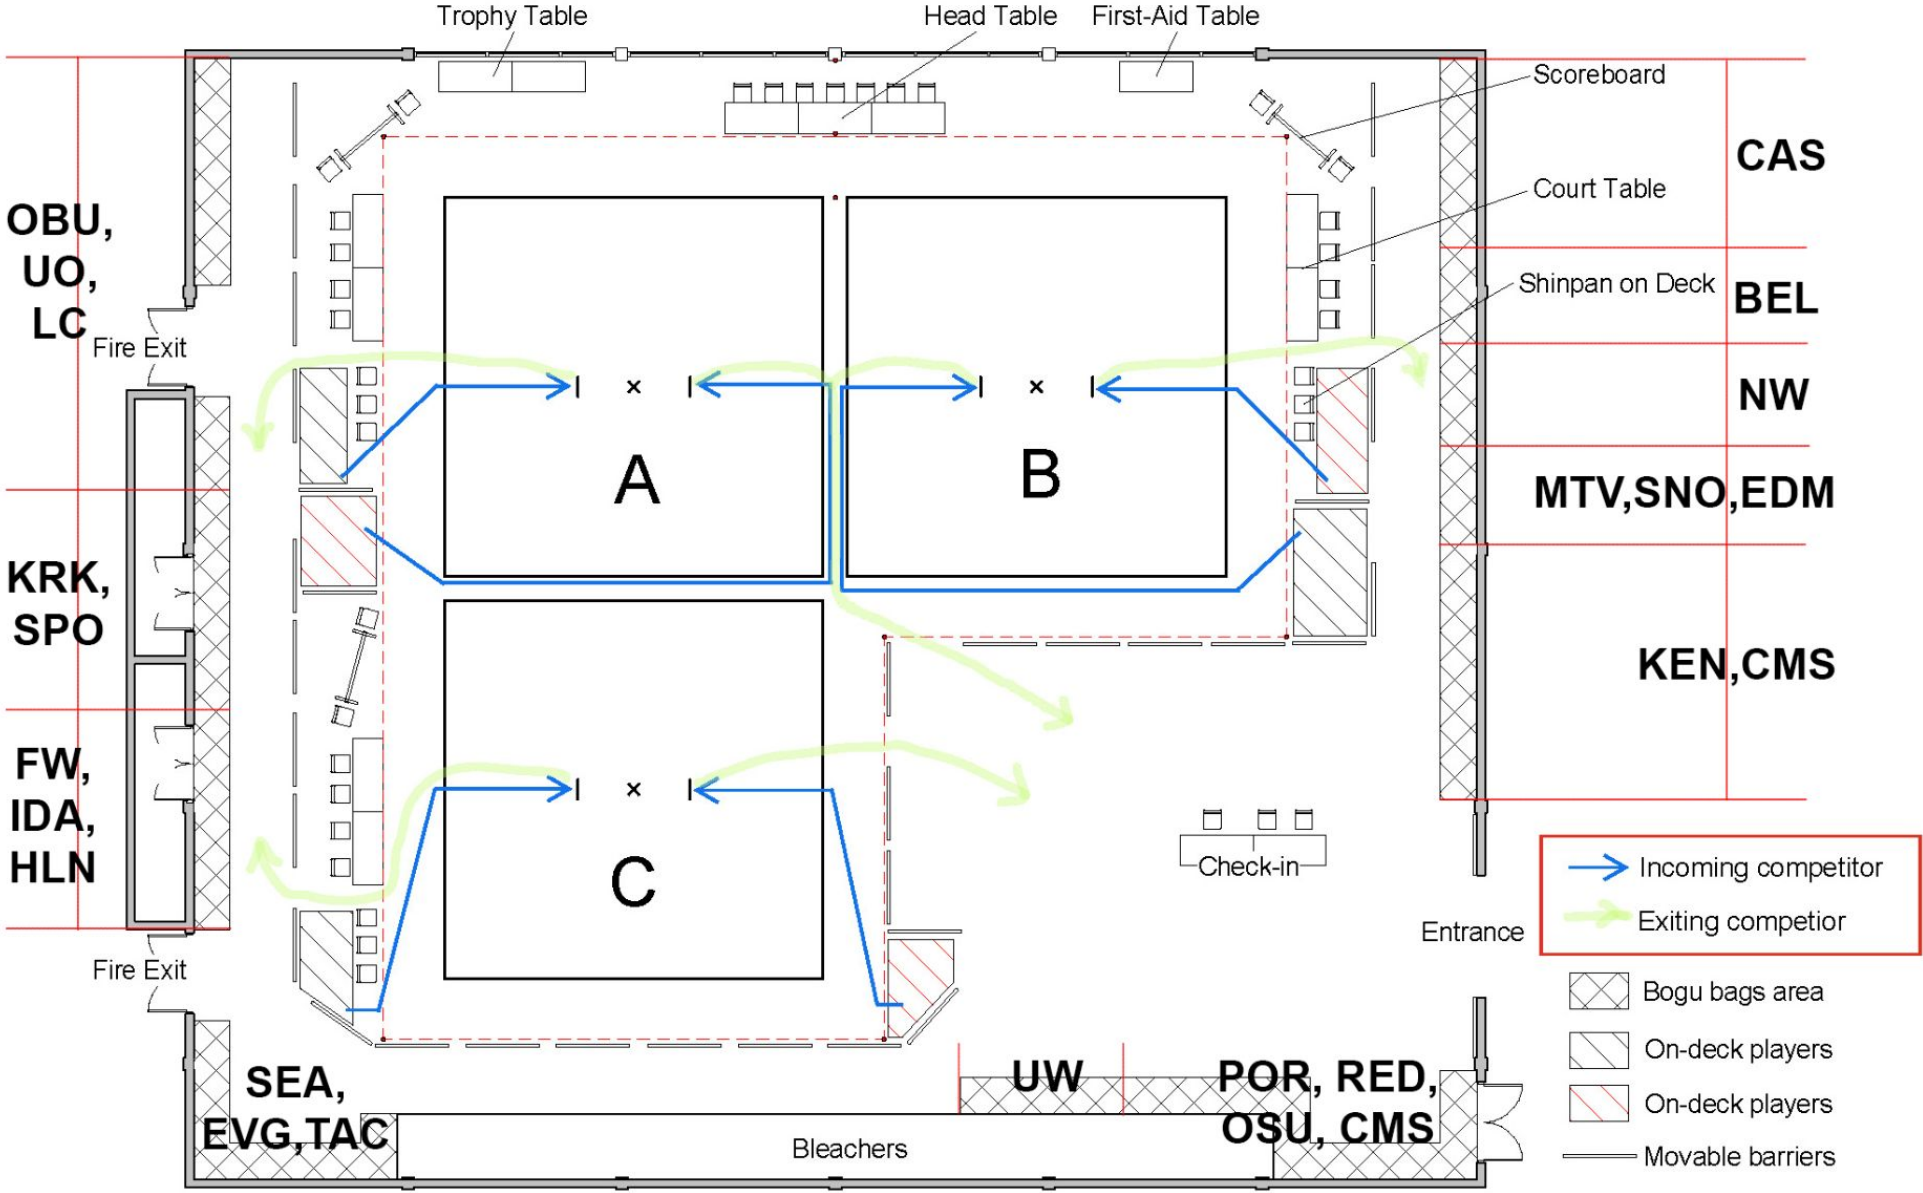 Trophy Table
Head Table
First-Aid Table
Scoreboard
CAS
Court Table
OBU,
UO,
LC
Shinpan on Deck
BEL
Fire Exit
NW
A
B
MTV,SNO,EDM
KRK,
SPO
KEN,CMS
FW,
IDA,
HLN
C
Check-in
Incoming competitor
Exiting competior
Entrance
Fire Exit
Bogu bags area
On-deck players
SEA,
EVG,TAC
UW
POR, RED,
OSU, CMS
On-deck players
Bleachers
Movable barriers